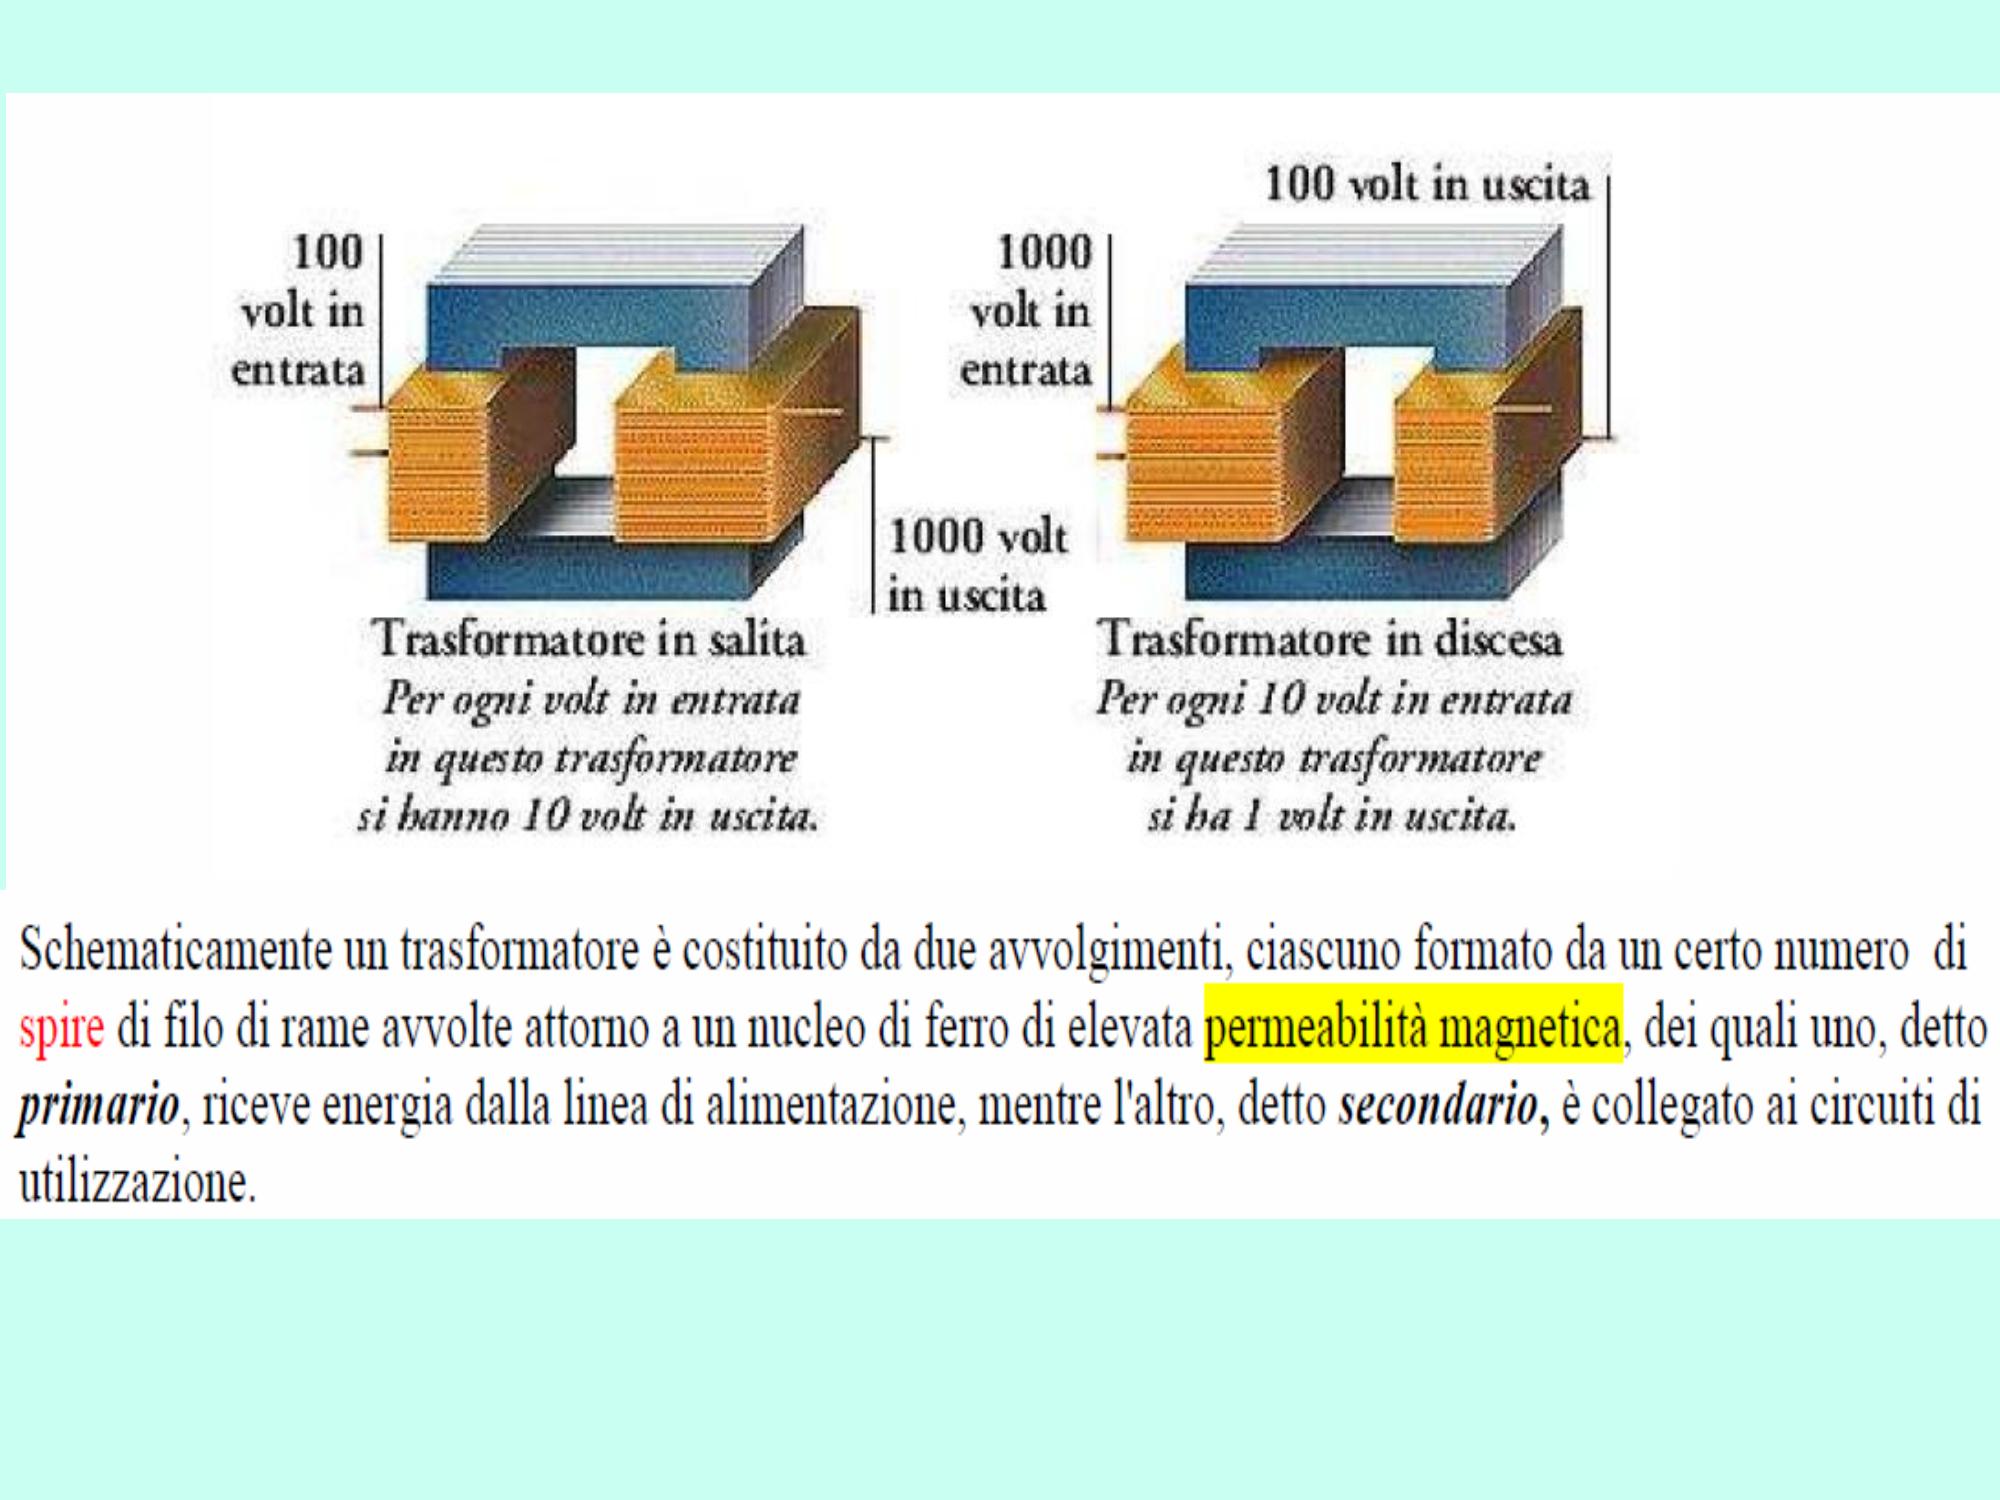 100 volt in uscita
100
volt in
entrata
1000
volt in
entrata
1000 volt
in uscita
Trasformatore in salita
Per ogni volt in entrata
in questo trasformatore
si hanno 10 volt in uscita.
Trasformatore in discesa
Per ogni 10 volt in entrata
in questo trasformatore
si ha 1 volt in uscita.
Schematicamente un trasformatore è costituito da due avvolgimenti, ciascuno formato da un certo numero di
spire di filo di rame avvolte attorno a un nucleo di ferro di elevata permeabilità magnetica, dei quali uno, detto
primario, riceve energia dalla linea di alimentazione, mentre l'altro, detto secondario, è collegato ai circuiti di
utilizzazione.